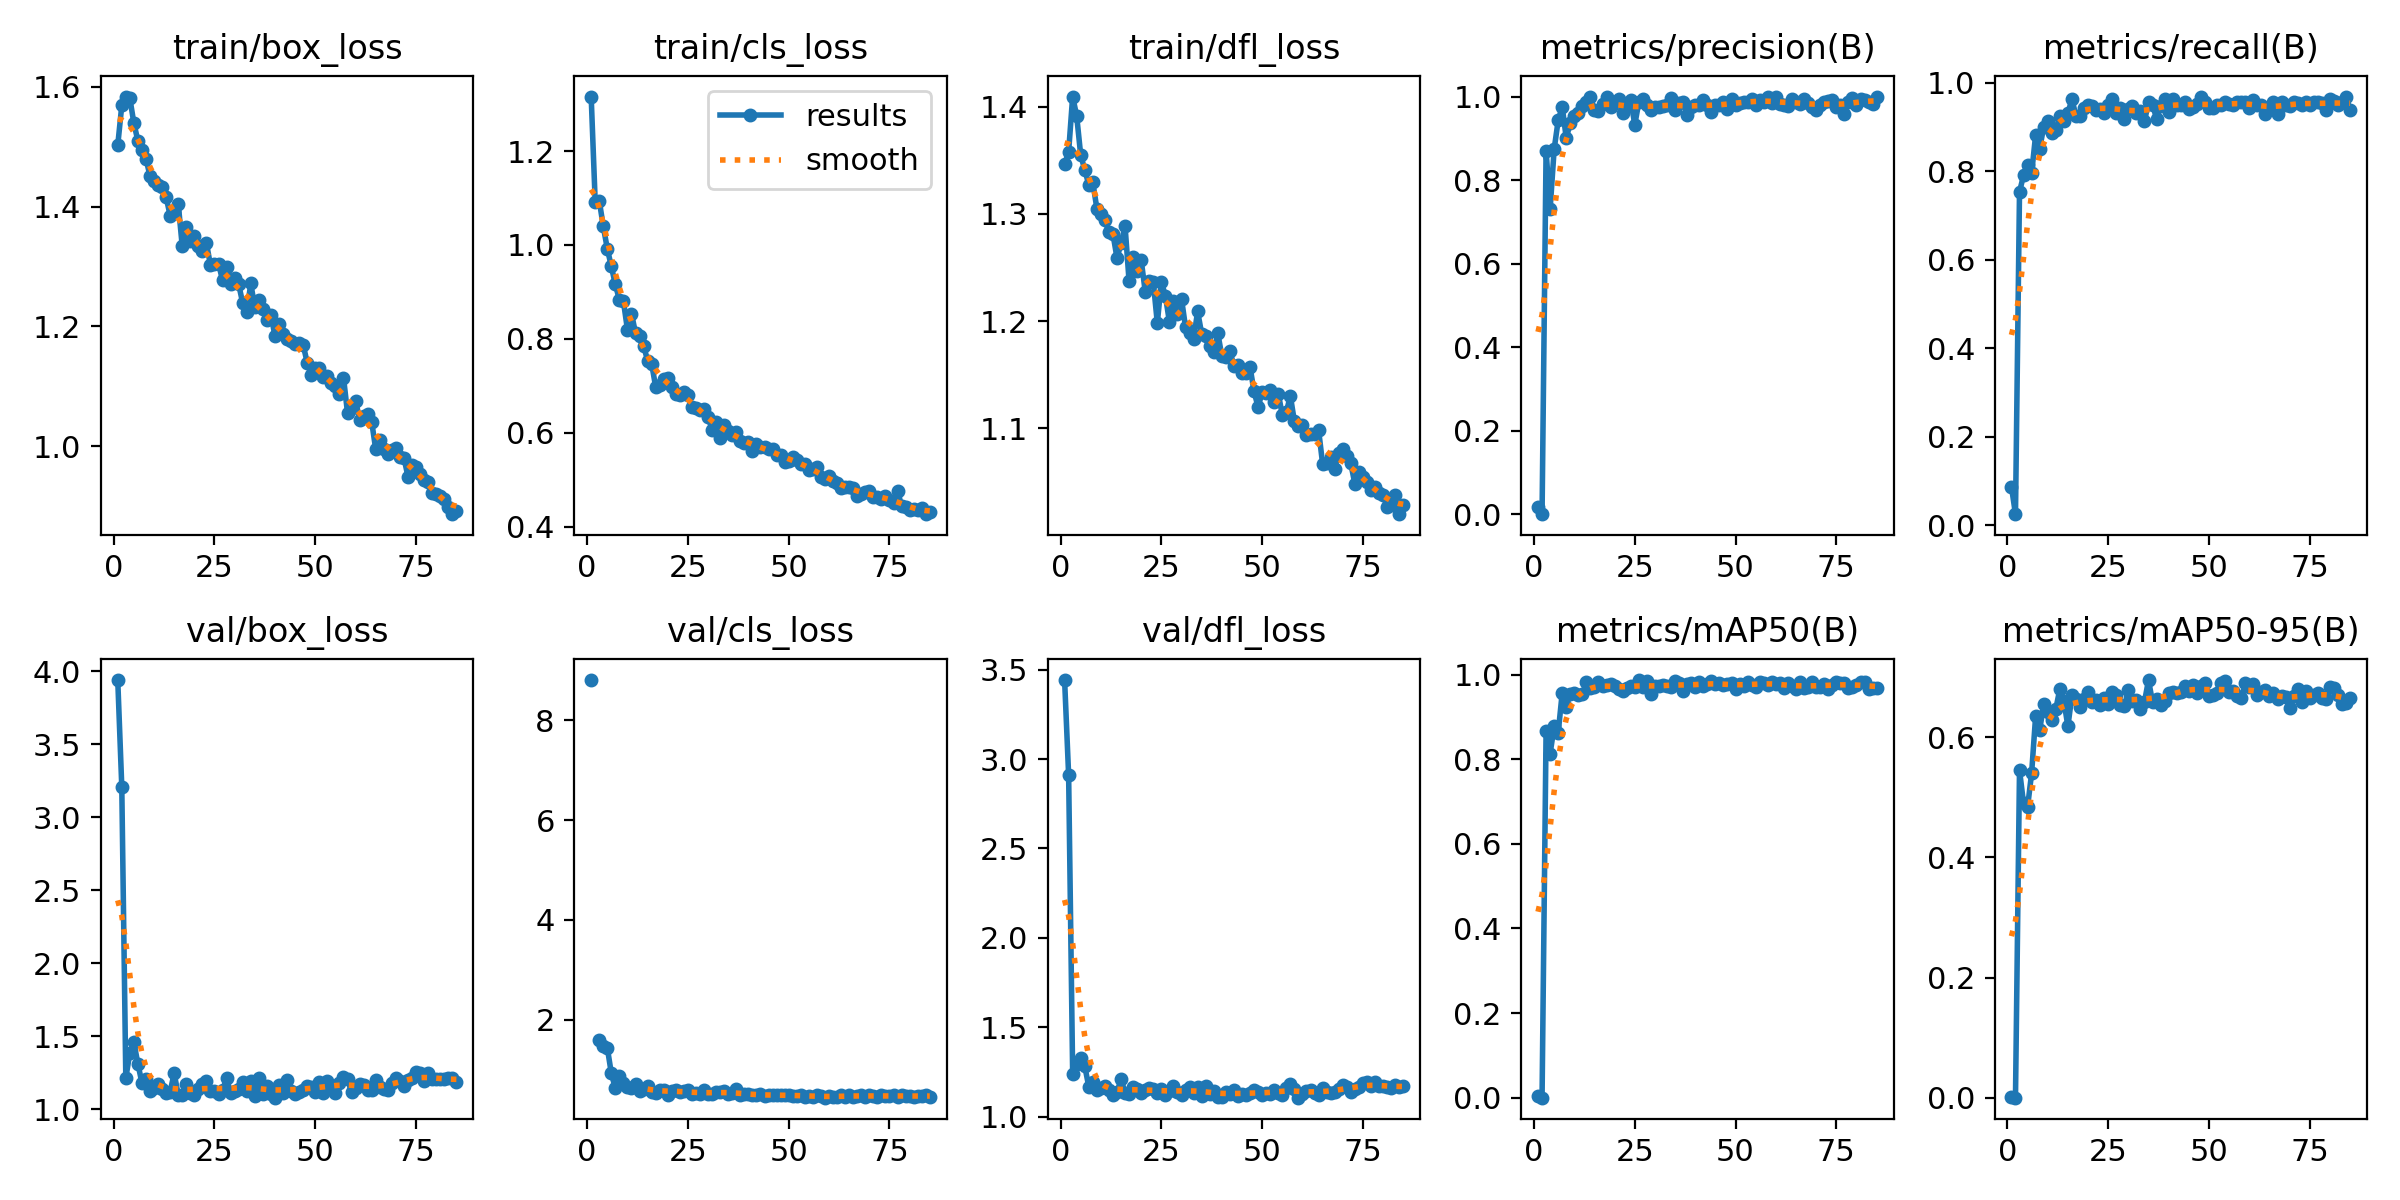 train/box_loss
1.6
1.4
1.2
1.0
0 25 50 75
train/cls_loss
results
smooth
1.2
1.0
0.8
0.6
0.4
0 25 50 75
train/dfl_loss
1.4
1.3
1.2
1.1
0 25 50 75
metrics/precision(B)
1.0
0.8
0.6
0.4
0.2
0.0
0 25 50 75
metrics/recall(B)
1.0
0.8
0.6
0.4
0.2
0.0
0 25 50 75
val/box_loss
4.0
3.5
3.0
2.5
2.0
1.5
1.0
0 25 50 75
val/cls_loss
8
6
4
2
0 25 50 75
val/dfl_loss
3.5
3.0
2.5
2.0
1.5
1.0
0 25 50 75
metrics/mAP50(B)
1.0
0.8
0.6
0.4
0.2
0.0
0 25 50 75
metrics/mAP50-95(B)
0.6
0.4
0.2
0.0
0 25 50 75